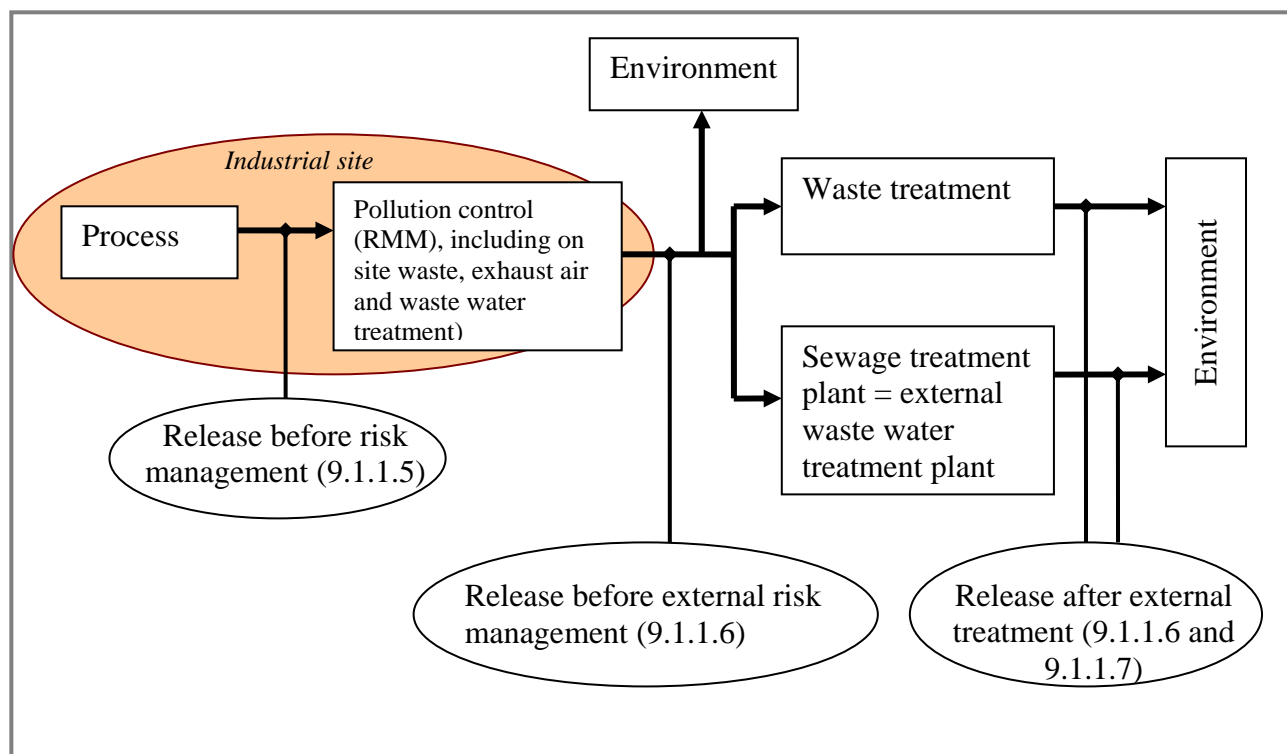 Environment
Industrial site
Process
Pollution control
(RMM), including on
site waste, exhaust air
and waste water
treatment)
Waste treatment
Sewage treatment
plant = external
waste water
treatment plant
Environment
Release before risk
management (9.1.1.5)
Release before external risk
management (9.1.1.6)
Release after external
treatment (9.1.1.6 and
9.1.1.7)